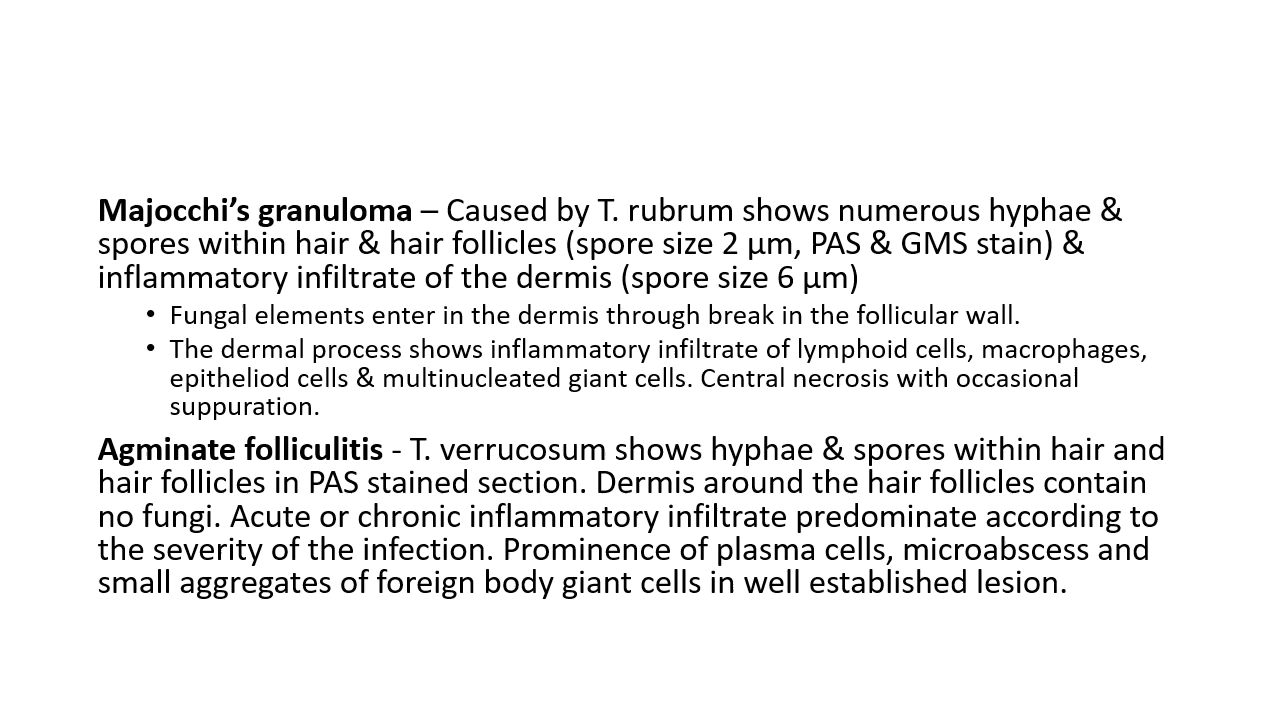 Majocchi’s granuloma – Caused by T. rubrum shows numerous hyphae &
spores within hair & hair follicles (spore size 2 µm, PAS & GMS stain) &
inflammatory infiltrate of the dermis (spore size 6 µm)
• Fungal elements enter in the dermis through break in the follicular wall.
• The dermal process shows inflammatory infiltrate of lymphoid cells, macrophages,
epitheliod cells & multinucleated giant cells. Central necrosis with occasional
suppuration.
Agminate folliculitis - T. verrucosum shows hyphae & spores within hair and
hair follicles in PAS stained section. Dermis around the hair follicles contain
no fungi. Acute or chronic inflammatory infiltrate predominate according to
the severity of the infection. Prominence of plasma cells, microabscess and
small aggregates of foreign body giant cells in well established lesion.